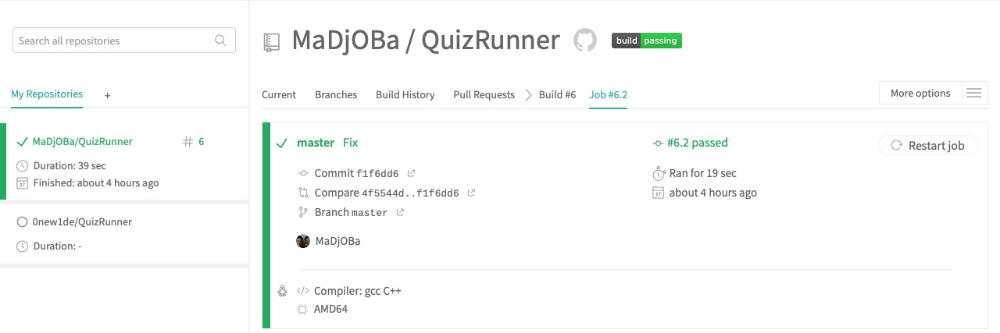 Search all repositories
My Repositories +
MaDjOBa/QuizRunner # 6
Duration: 39 sec
Finished: about 4 hours ago
0new1de/QuizRunner
Duration: -
MaDjOBa / QuizRunner build passing
Current Branches Build History Pull Requests Build #6 Job #6.2 More options
master Fix
Commit f1f6dd6
Compare 4f5544d..f1f6dd6
Branch master
MaDjOBa
#6.2 passed
Ran for 19 sec
about 4 hours ago
Restart job
Compiler: gcc C++
AMD64